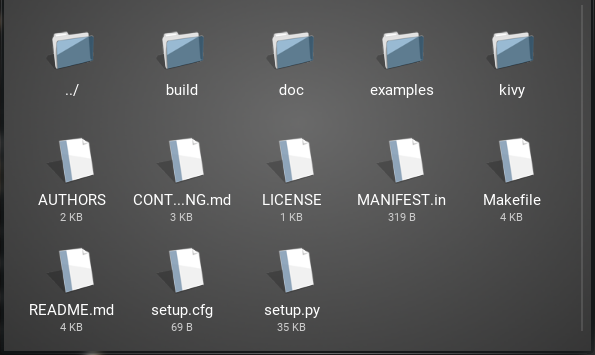 ../ build doc examples kivy
AUTHORS CONT...NG.md LICENSE MANIFEST.in Makefile
2 KB 3 KB 1 KB 319 B 4 KB
README.md setup.cfg setup.py
4 KB 69 B 35 KB